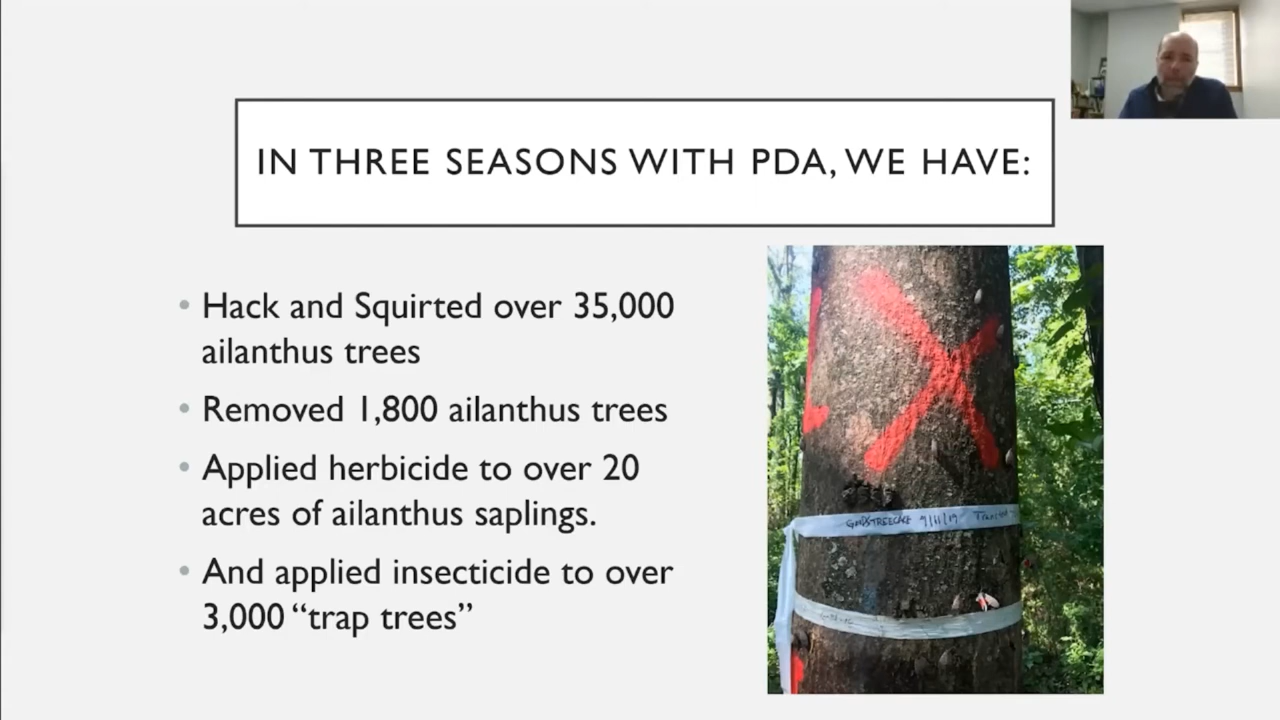 IN THREE SEASONS WITH PDA, WE HAVE:
• Hack and Squirted over 35,000
ailanthus trees
• Removed 1,800 ailanthus trees
• Applied herbicide to over 20
acres of ailanthus saplings.
• And applied insecticide to over
3,000 “trap trees”